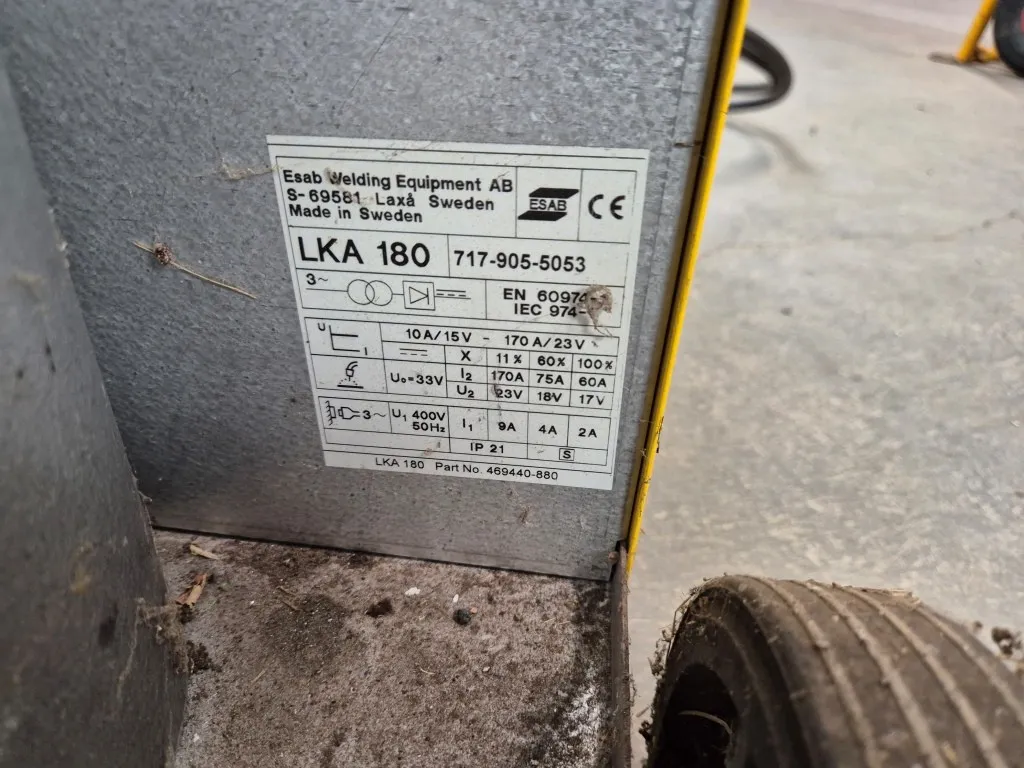 Esab Welding Equipment AB
S-69581 Laxå Sweden
Made in Sweden
ESAB
CE
LKA 180
717-905-5053
3~
EN 60974-
IEC 974-
U
I
10A/15V - 170A/23V
X 11% 60% 100%
U₀=33V
I₂ 170A 75A 60A
U₂ 23V 18V 17V
3~
U₁ 400V
50Hz
I₁ 9A 4A 2A
IP 21
S
LKA 180 Part No. 469440-880